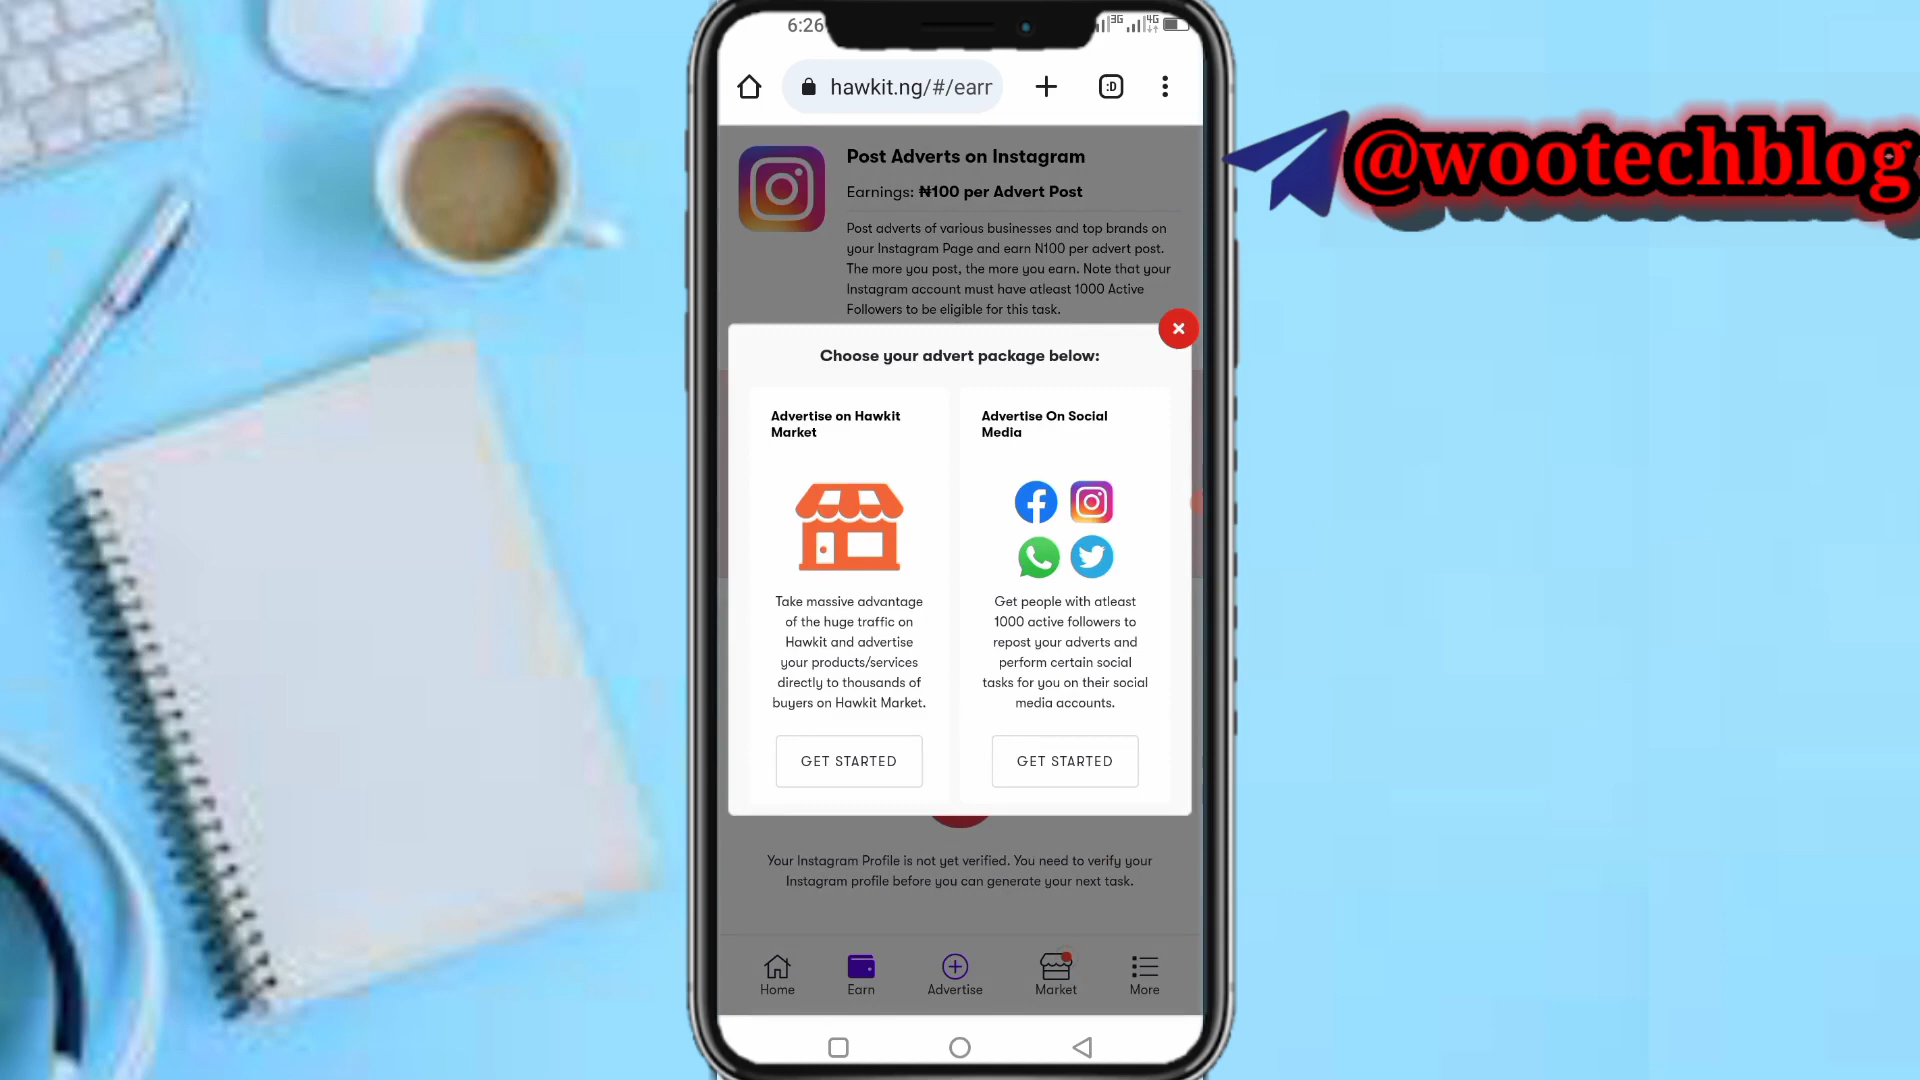 6:26
3G 4G
hawkit.ng/#/earr
:D
@wootechblog
Post Adverts on Instagram
Earnings: ₦100 per Advert Post
Post adverts of various businesses and top brands on
your Instagram Page and earn N100 per advert post.
The more you post, the more you earn. Note that your
Instagram account must have atleast 1000 Active
Followers to be eligible for this task.
Choose your advert package below:
Advertise on Hawkit
Market
Take massive advantage
of the huge traffic on
Hawkit and advertise
your products/services
directly to thousands of
buyers on Hawkit Market.
GET STARTED
Advertise On Social
Media
Get people with atleast
1000 active followers to
repost your adverts and
perform certain social
tasks for you on their social
media accounts.
GET STARTED
Your Instagram Profile is not yet verified. You need to verify your
Instagram profile before you can generate your next task.
Home Earn Advertise Market More